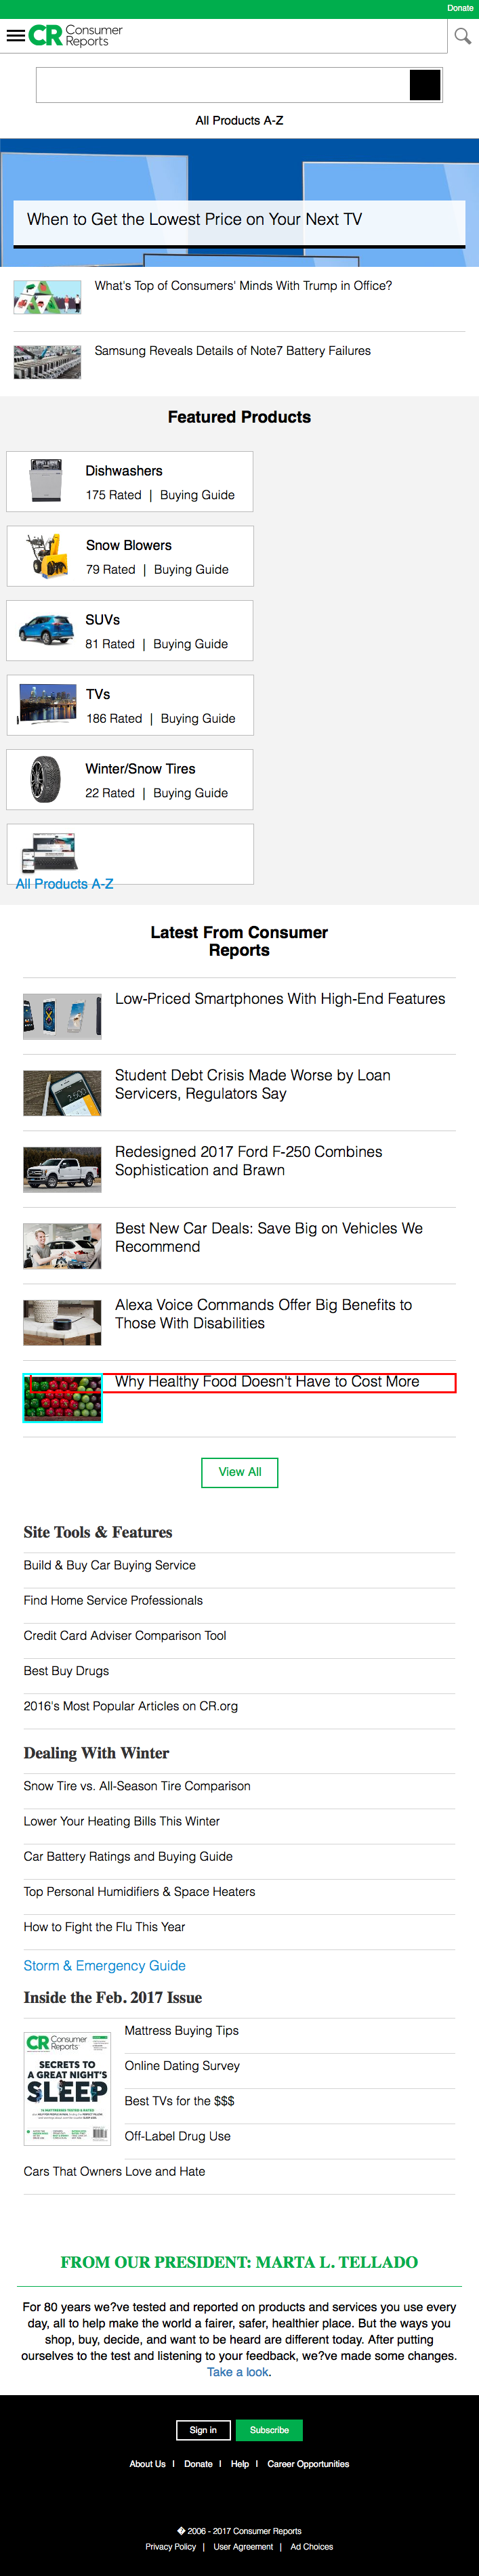 Donate
CR Consumer
Reports
All Products A-Z
When to Get the Lowest Price on Your Next TV
What's Top of Consumers' Minds With Trump in Office?
Samsung Reveals Details of Note7 Battery Failures
Featured Products
Dishwashers
175 Rated | Buying Guide
Snow Blowers
79 Rated | Buying Guide
SUVs
81 Rated | Buying Guide
TVs
186 Rated | Buying Guide
Winter/Snow Tires
22 Rated | Buying Guide
All Products A-Z
Latest From Consumer
Reports
Low-Priced Smartphones With High-End Features
Student Debt Crisis Made Worse by Loan
Servicers, Regulators Say
Redesigned 2017 Ford F-250 Combines
Sophistication and Brawn
Best New Car Deals: Save Big on Vehicles We
Recommend
Alexa Voice Commands Offer Big Benefits to
Those With Disabilities
Why Healthy Food Doesn't Have to Cost More
View All
Site Tools & Features
Build & Buy Car Buying Service
Find Home Service Professionals
Credit Card Adviser Comparison Tool
Best Buy Drugs
2016's Most Popular Articles on CR.org
Dealing With Winter
Snow Tire vs. All-Season Tire Comparison
Lower Your Heating Bills This Winter
Car Battery Ratings and Buying Guide
Top Personal Humidifiers & Space Heaters
How to Fight the Flu This Year
Storm & Emergency Guide
Inside the Feb. 2017 Issue
CR Consumer
Reports
SECRETS TO
A GREAT NIGHT'S
SLEEP
Mattress Buying Tips
Online Dating Survey
Best TVs for the $$$
Off-Label Drug Use
Cars That Owners Love and Hate
FROM OUR PRESIDENT: MARTA L. TELLADO
For 80 years we?ve tested and reported on products and services you use every
day, all to help make the world a fairer, safer, healthier place. But the ways you
shop, buy, decide, and want to be heard are different today. After putting
ourselves to the test and listening to your feedback, we?ve made some changes.
Take a look.
Sign in
Subscribe
About Us | Donate | Help | Career Opportunities
� 2006 - 2017 Consumer Reports
Privacy Policy | User Agreement | Ad Choices